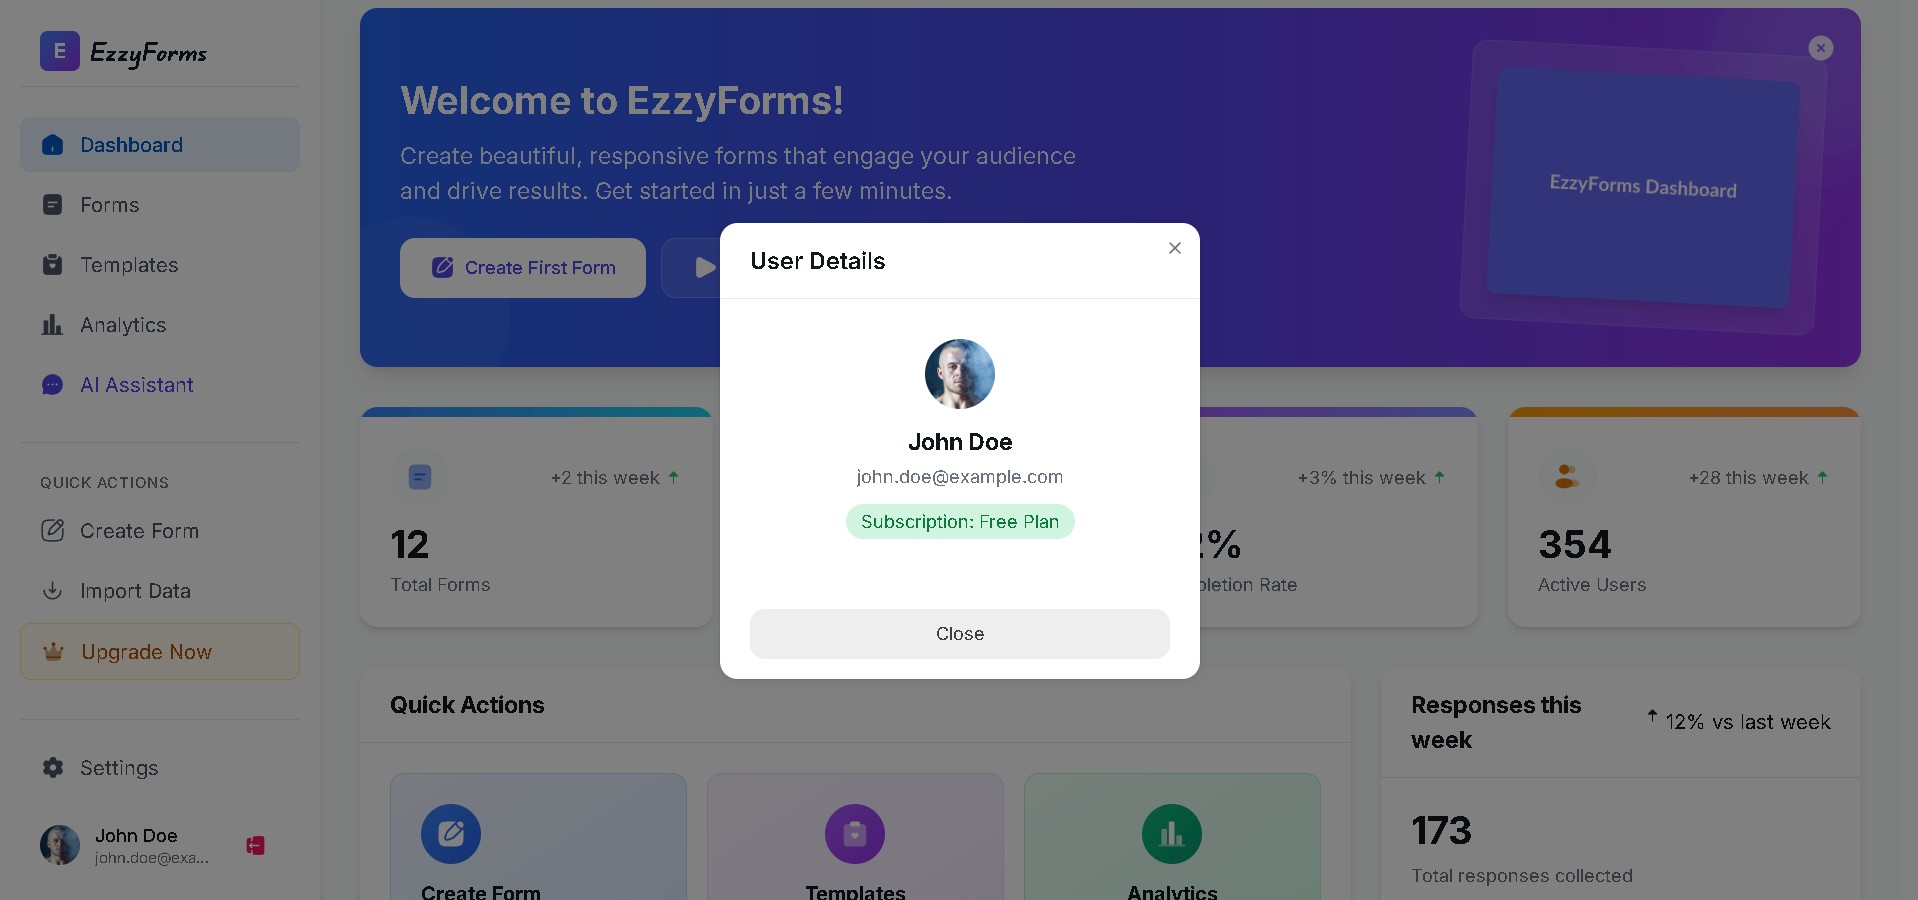 E EzzyForms
Dashboard
Forms
Templates
Analytics
AI Assistant
QUICK ACTIONS
Create Form
Import Data
Upgrade Now
Settings
John Doe
john.doe@exa...
Welcome to EzzyForms!
Create beautiful, responsive forms that engage your audience
and drive results. Get started in just a few minutes.
Create First Form
EzzyForms Dashboard
User Details
John Doe
john.doe@example.com
Subscription: Free Plan
Close
+2 this week
12
Total Forms
+3% this week
%
Rate
+28 this week
354
Active Users
Quick Actions
Create Form
Templates
Analytics
Responses this
week
12% vs last week
173
Total responses collected